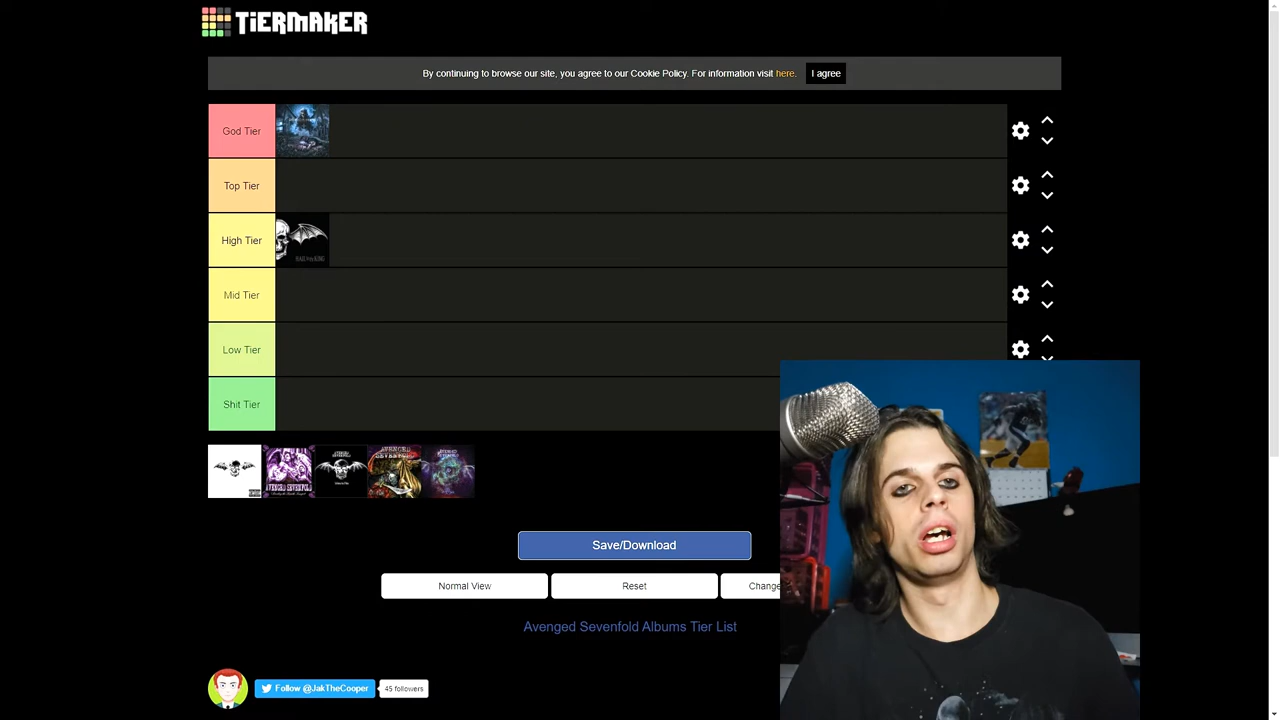 TiERMAKER
By continuing to browse our site, you agree to our Cookie Policy. For information visit here. I agree
God Tier
Top Tier
High Tier
Mid Tier
Low Tier
Shit Tier
Save/Download
Normal View Reset Change
Avenged Sevenfold Albums Tier List
Follow @JakTheCooper 45 followers